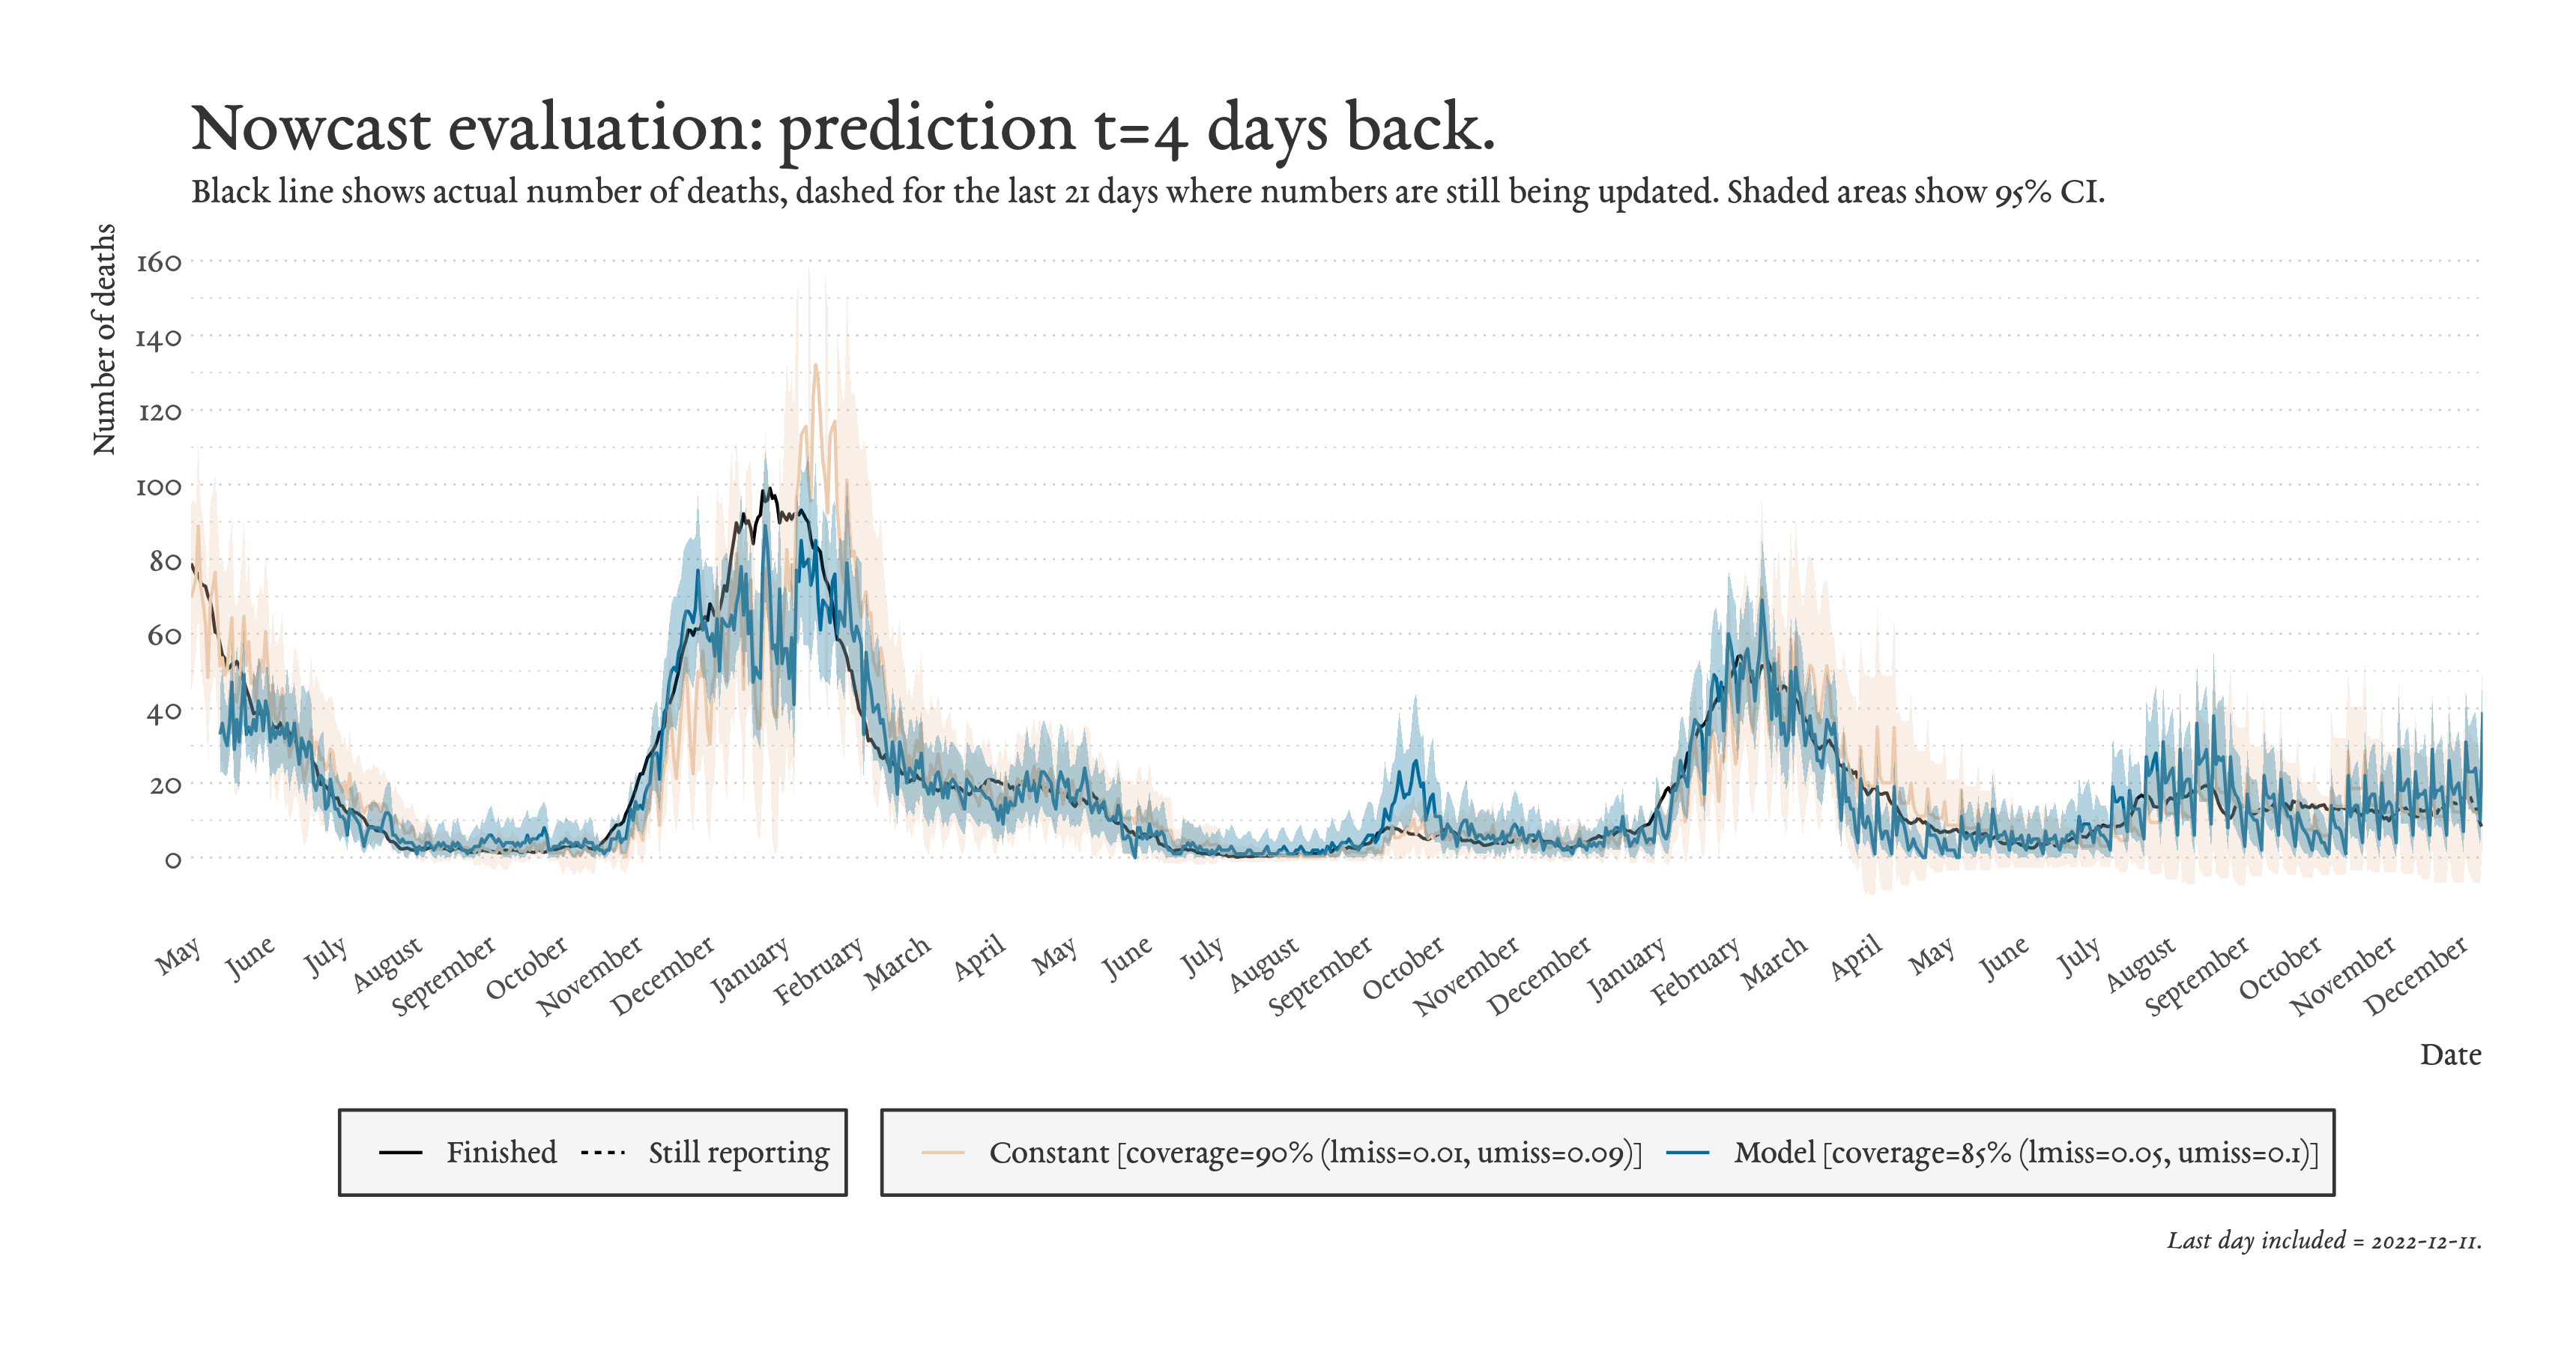 Nowcast evaluation: prediction t=4 days back.
Black line shows actual number of deaths, dashed for the last 21 days where numbers are still being updated. Shaded areas show 95% CI.
Number of deaths
160
140
120
100
80
60
40
20
0
May
June
July
August
September
October
November
December
January
February
March
April
May
June
July
August
September
October
November
December
January
February
March
April
May
June
July
August
September
October
November
December
Date
Finished
Still reporting
Constant [coverage=90% (lmiss=0.01, umiss=0.09)]
Model [coverage=85% (lmiss=0.05, umiss=0.1)]
Last day included = 2022-12-11.